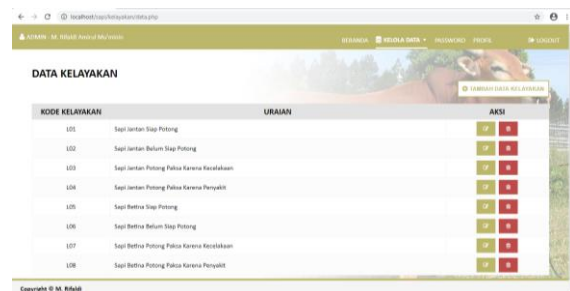 localhost/sapi/kelayakan/data.php
ADMIN - M. Rifaldi Amirul Mu'minin
BERANDA KELOLA DATA PASSWORD PROFIL LOGOUT
DATA KELAYAKAN
TAMBAH DATA KELAYAKAN
KODE KELAYAKAN URAIAN AKSI
L01 Sapi Jantan Siap Potong
L02 Sapi Jantan Belum Siap Potong
L03 Sapi Jantan Potong Paksa Karena Kecelakaan
L04 Sapi Jantan Potong Paksa Karena Penyakit
L05 Sapi Betina Siap Potong
L06 Sapi Betina Belum Siap Potong
L07 Sapi Betina Potong Paksa Karena Kecelakaan
L08 Sapi Betina Potong Paksa Karena Penyakit
Copyright © M. Rifaldi